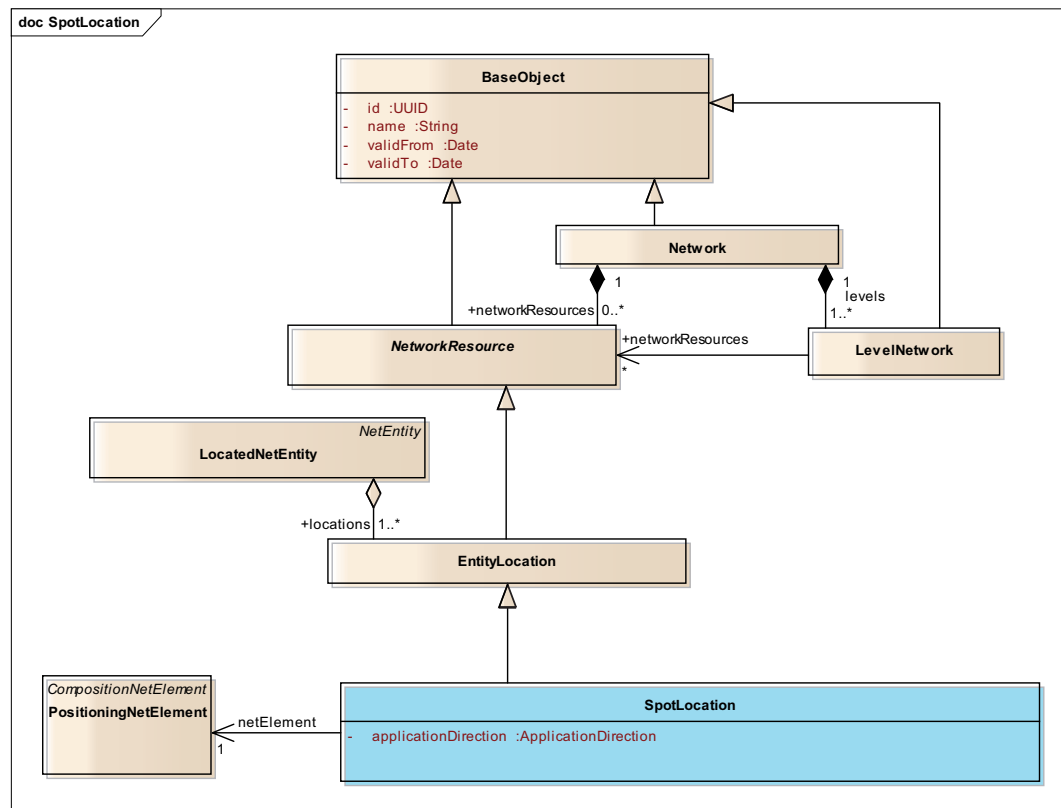 doc SpotLocation
BaseObject
- id :UUID
- name :String
- validFrom :Date
- validTo :Date
Network
1
1
levels
+networkResources 0..*
1..*
NetworkResource
+networkResources
*
LevelNetwork
NetEntity
LocatedNetEntity
+locations 1..*
EntityLocation
CompositionNetElement
PositioningNetElement
netElement
1
SpotLocation
- applicationDirection :ApplicationDirection